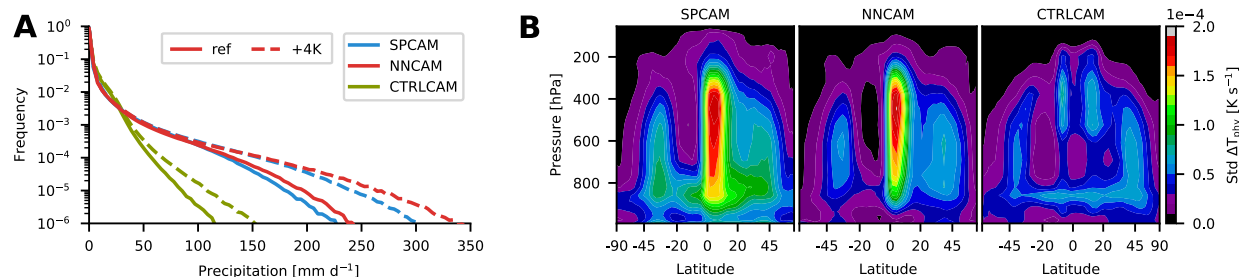 A
10⁰
10⁻¹
10⁻²
10⁻³
10⁻⁴
10⁻⁵
10⁻⁶
Frequency
ref
+4K
SPCAM
NNCAM
CTRLCAM
0 50 100 150 200 250 300 350
Precipitation [mm d⁻¹]
B
SPCAM NNCAM CTRLCAM
Pressure [hPa]
200
400
600
800
-90 -45 -20 0 20 45
-45 -20 0 20 45
-45 -20 0 20 45 90
Latitude Latitude Latitude
1e−4
2.0
1.5
1.0
0.5
0.0
Std ΔTphy [K s⁻¹]